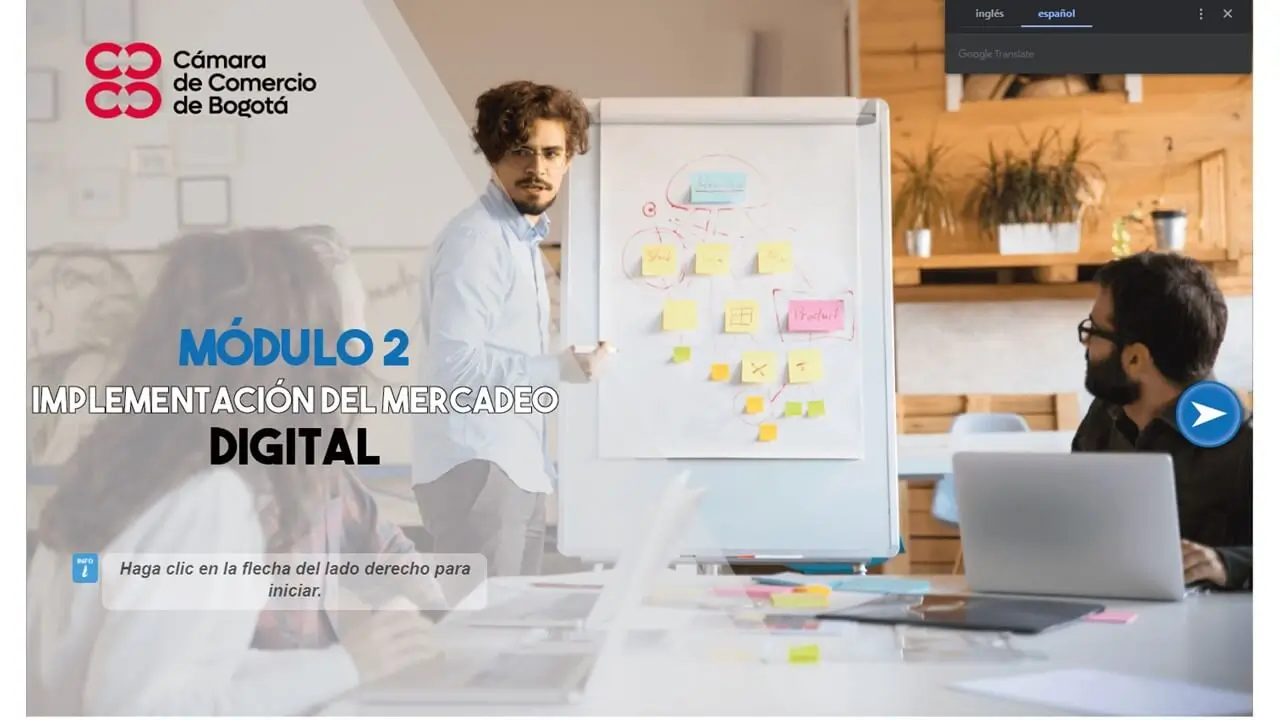 inglés español
Google Translate
Cámara
de Comercio
de Bogotá
Product
MÓDULO 2
IMPLEMENTACIÓN DEL MERCADEO
DIGITAL
INFO
i
Haga clic en la flecha del lado derecho para
iniciar.